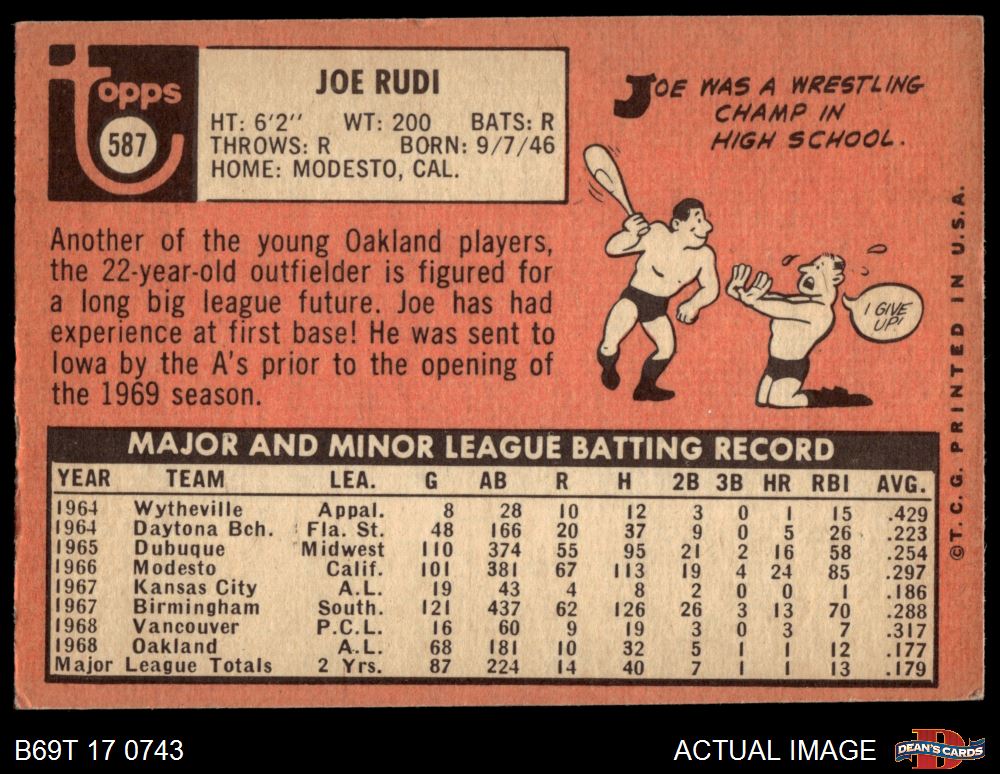 topps
587
JOE RUDI
HT: 6'2" WT: 200 BATS: R
THROWS: R BORN: 9/7/46
HOME: MODESTO, CAL.
JOE WAS A WRESTLING
CHAMP IN
HIGH SCHOOL.
I GIVE
UP!
Another of the young Oakland players,
the 22-year-old outfielder is figured for
a long big league future. Joe has had
experience at first base! He was sent to
Iowa by the A's prior to the opening of
the 1969 season.
MAJOR AND MINOR LEAGUE BATTING RECORD
YEAR TEAM LEA. G AB R H 2B 3B HR RBI AVG.
1964 Wytheville Appal. 8 28 10 12 3 0 1 15 .429
1964 Daytona Bch. Fla. St. 48 166 20 37 9 0 5 26 .223
1965 Dubuque Midwest 110 374 55 95 21 2 16 58 .254
1966 Modesto Calif. 101 381 67 113 19 4 24 85 .297
1967 Kansas City A.L. 19 43 4 8 2 0 0 1 .186
1967 Birmingham South. 121 437 62 126 26 3 13 70 .288
1968 Vancouver P.C.L. 16 60 9 19 3 0 3 7 .317
1968 Oakland A.L. 68 181 10 32 5 1 1 12 .177
Major League Totals 2 Yrs. 87 224 14 40 7 1 1 13 .179
© T. C. G. PRINTED IN U.S.A.
B69T 17 0743
ACTUAL IMAGE
DEAN'S CARDS